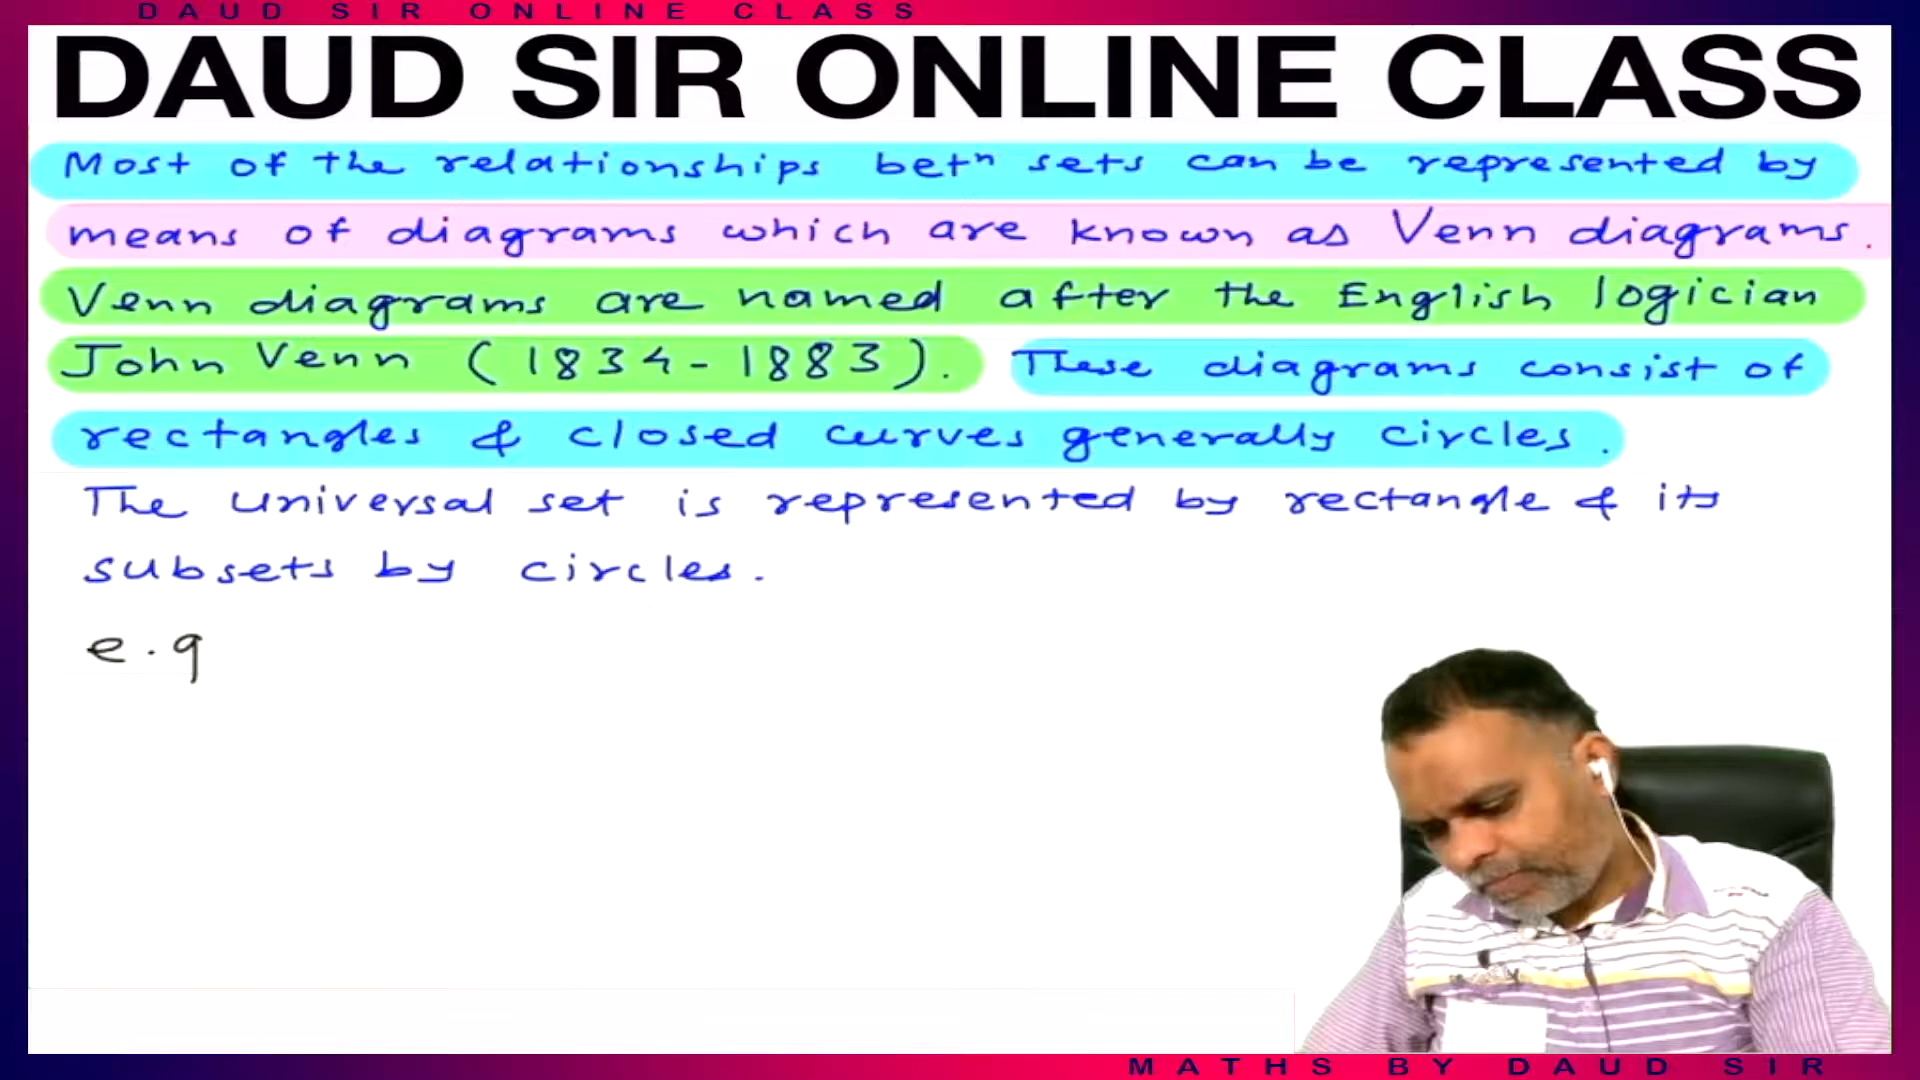 DAUD SIR ONLINE CLASS
DAUD SIR ONLINE CLASS
Most of the relationships betⁿ sets can be represented by
means of diagrams which are known as Venn diagrams.
Venn diagrams are named after the English logician
John Venn (1834-1883). These diagrams consist of
rectangles & closed curves generally circles.
The universal set is represented by rectangle & its
subsets by circles.
e.g
MATHS BY DAUD SIR